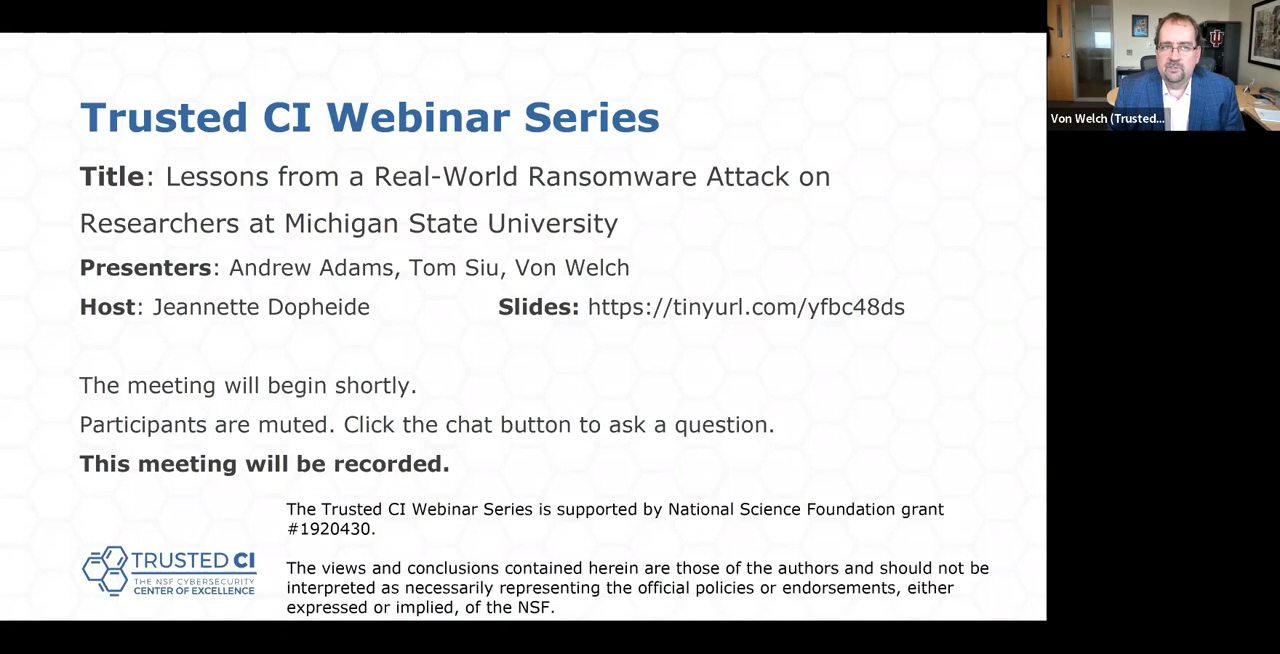 Trusted CI Webinar Series
Title: Lessons from a Real-World Ransomware Attack on
Researchers at Michigan State University
Presenters: Andrew Adams, Tom Siu, Von Welch
Host: Jeannette Dopheide Slides: https://tinyurl.com/yfbc48ds
The meeting will begin shortly.
Participants are muted. Click the chat button to ask a question.
This meeting will be recorded.
The Trusted CI Webinar Series is supported by National Science Foundation grant
#1920430.
The views and conclusions contained herein are those of the authors and should not be
interpreted as necessarily representing the official policies or endorsements, either
expressed or implied, of the NSF.
TRUSTED CI
THE NSF CYBERSECURITY
CENTER OF EXCELLENCE
Von Welch (Trusted...